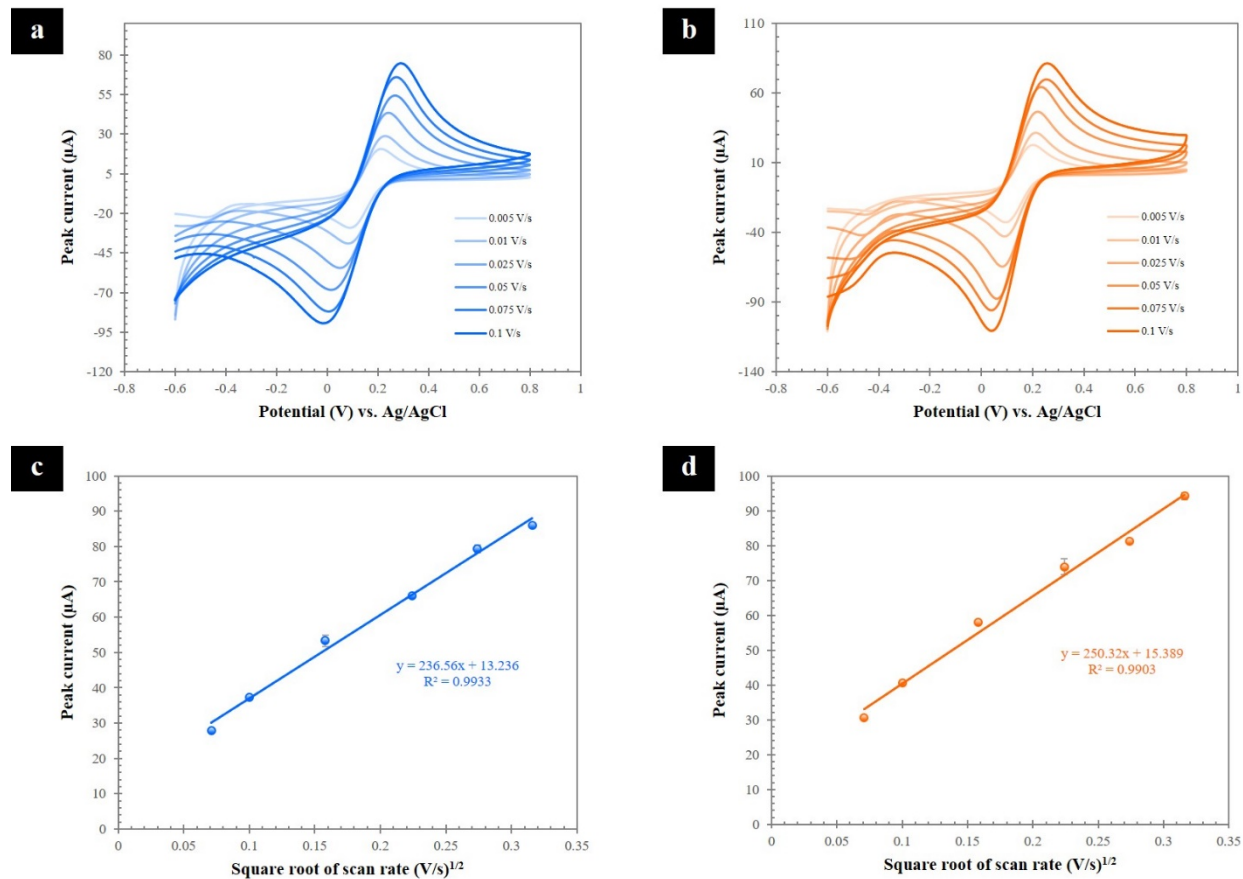 a
80
55
30
5
-20
-45
-70
-95
-120
-0.8 -0.6 -0.4 -0.2 0 0.2 0.4 0.6 0.8 1
Peak current (μA)
Potential (V) vs. Ag/AgCl
0.005 V/s
0.01 V/s
0.025 V/s
0.05 V/s
0.075 V/s
0.1 V/s
b
110
60
10
-40
-90
-140
-0.8 -0.6 -0.4 -0.2 0 0.2 0.4 0.6 0.8 1
Peak current (μA)
Potential (V) vs. Ag/AgCl
0.005 V/s
0.01 V/s
0.025 V/s
0.05 V/s
0.075 V/s
0.1 V/s
c
100
90
80
70
60
50
40
30
20
10
0
0 0.05 0.1 0.15 0.2 0.25 0.3 0.35
Peak current (μA)
Square root of scan rate (V/s)1/2
y = 236.56x + 13.236
R² = 0.9933
d
100
90
80
70
60
50
40
30
20
10
0
0 0.05 0.1 0.15 0.2 0.25 0.3 0.35
Peak current (μA)
Square root of scan rate (V/s)1/2
y = 250.32x + 15.389
R² = 0.9903